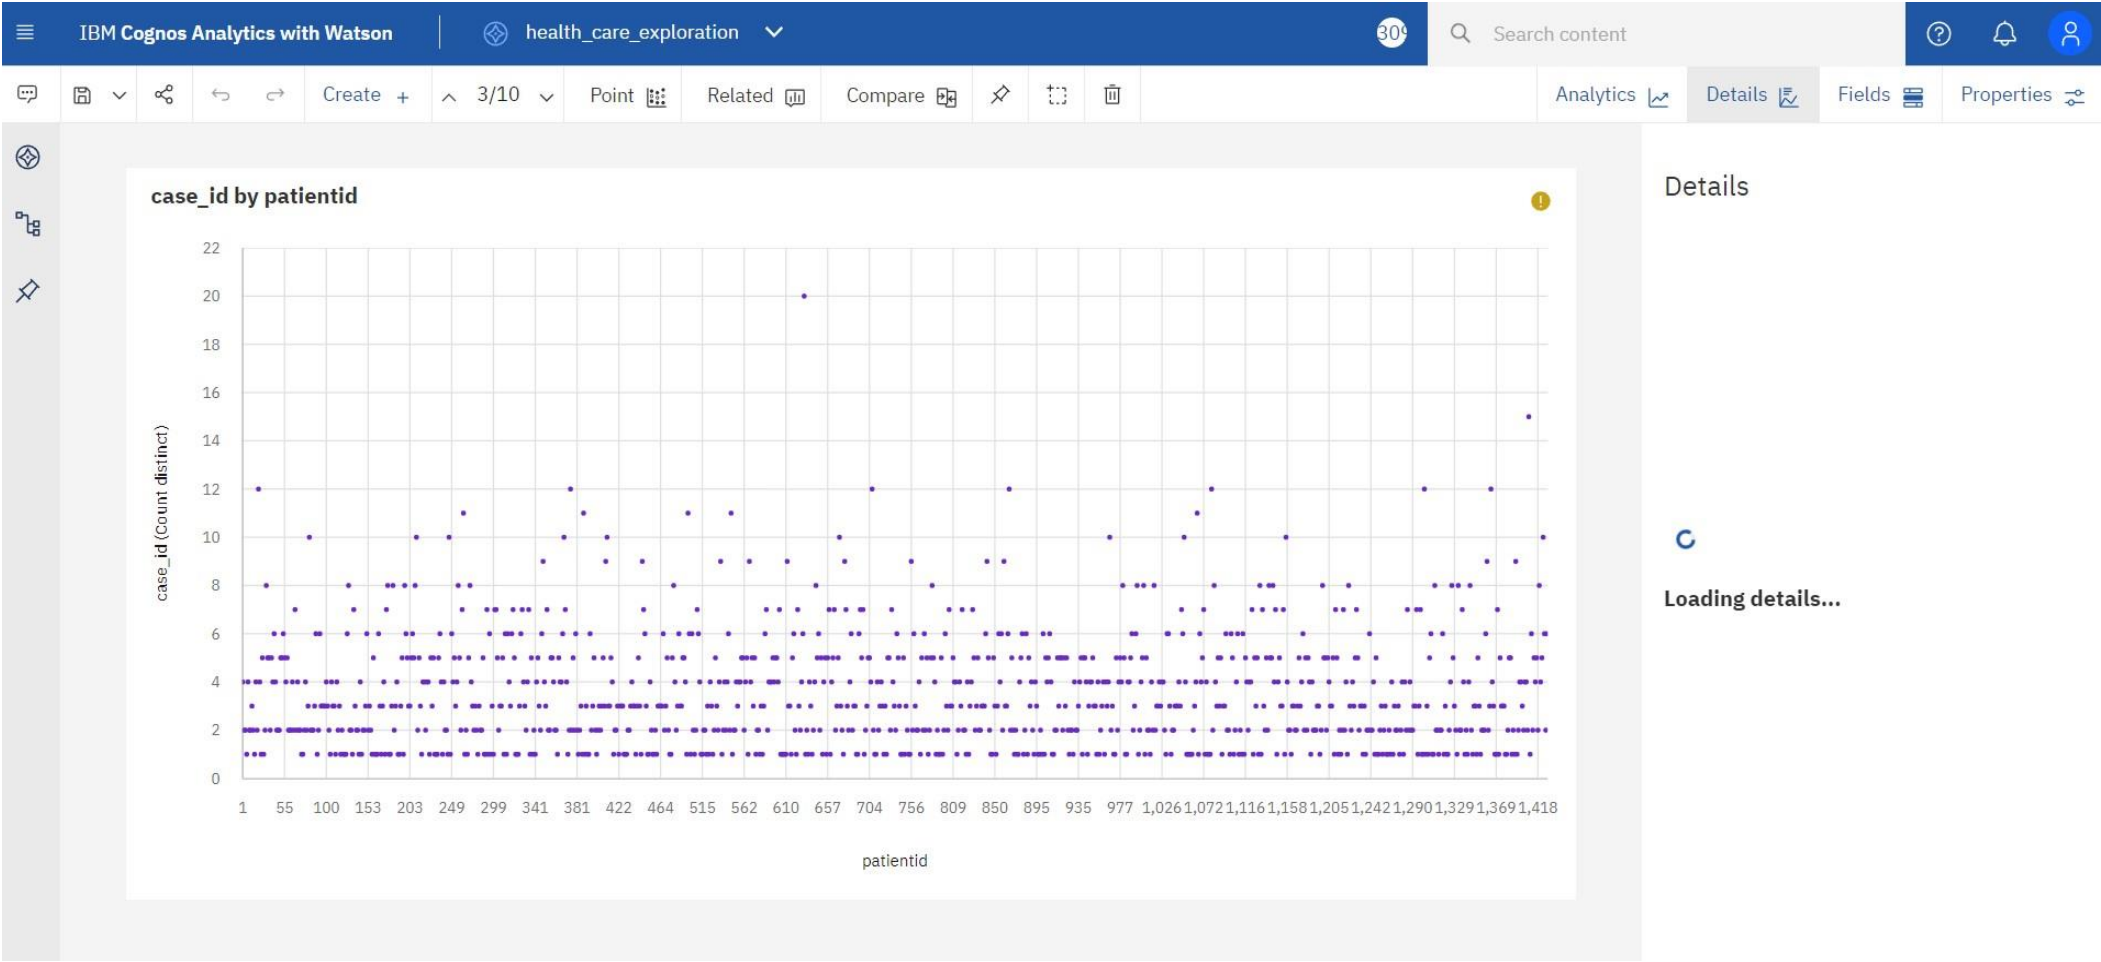 IBM Cognos Analytics with Watson
health_care_exploration
30
Search content
Create +
3/10
Point
Related
Compare
Analytics
Details
Fields
Properties
case_id by patientid
Details
22
20
18
16
14
12
10
8
6
4
2
0
case_id (Count distinct)
Loading details...
1 55 100 153 203 249 299 341 381 422 464 515 562 610 657 704 756 809 850 895 935 977 1,026 1,072 1,116 1,158 1,205 1,242 1,290 1,329 1,369 1,418
patientid